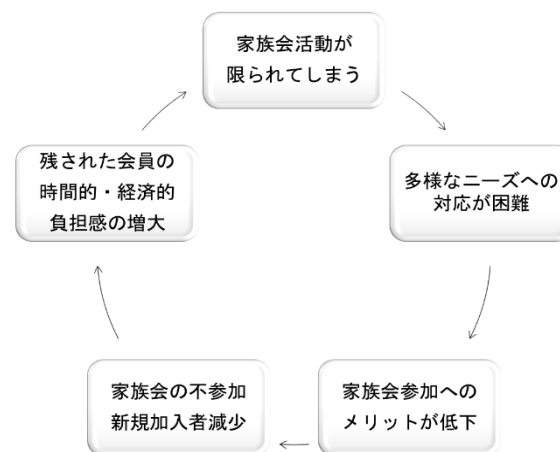 家族会活動が
限られてしまう
多様なニーズへの
対応が困難
家族会参加への
メリットが低下
家族会の不参加
新規加入者減少
残された会員の
時間的・経済的
負担感の増大